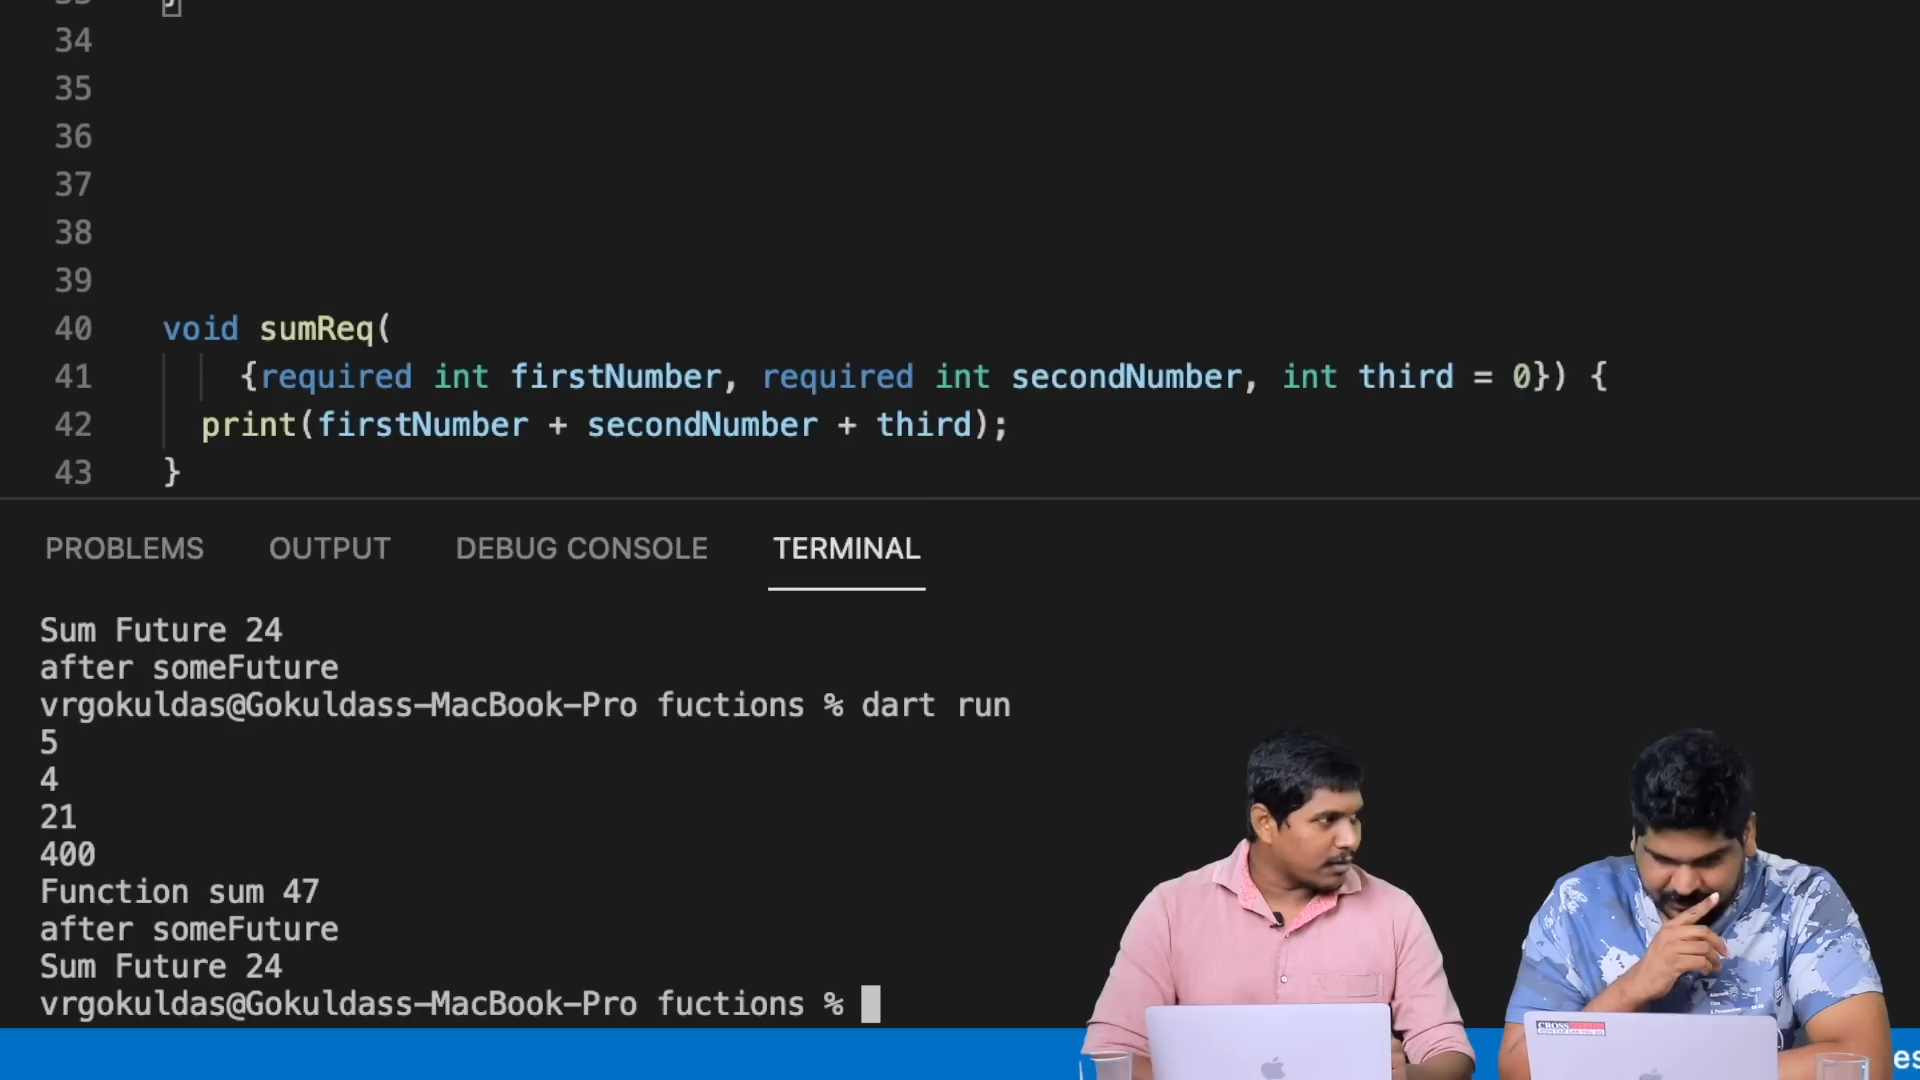 34
35
36
37
38
39
40 void sumReq(
41 {required int firstNumber, required int secondNumber, int third = 0}) {
42 print(firstNumber + secondNumber + third);
43 }
PROBLEMS OUTPUT DEBUG CONSOLE TERMINAL
Sum Future 24
after someFuture
vrgokuldas@Gokuldass-MacBook-Pro fuctions % dart run
5
4
21
400
Function sum 47
after someFuture
Sum Future 24
vrgokuldas@Gokuldass-MacBook-Pro fuctions %
CROSS